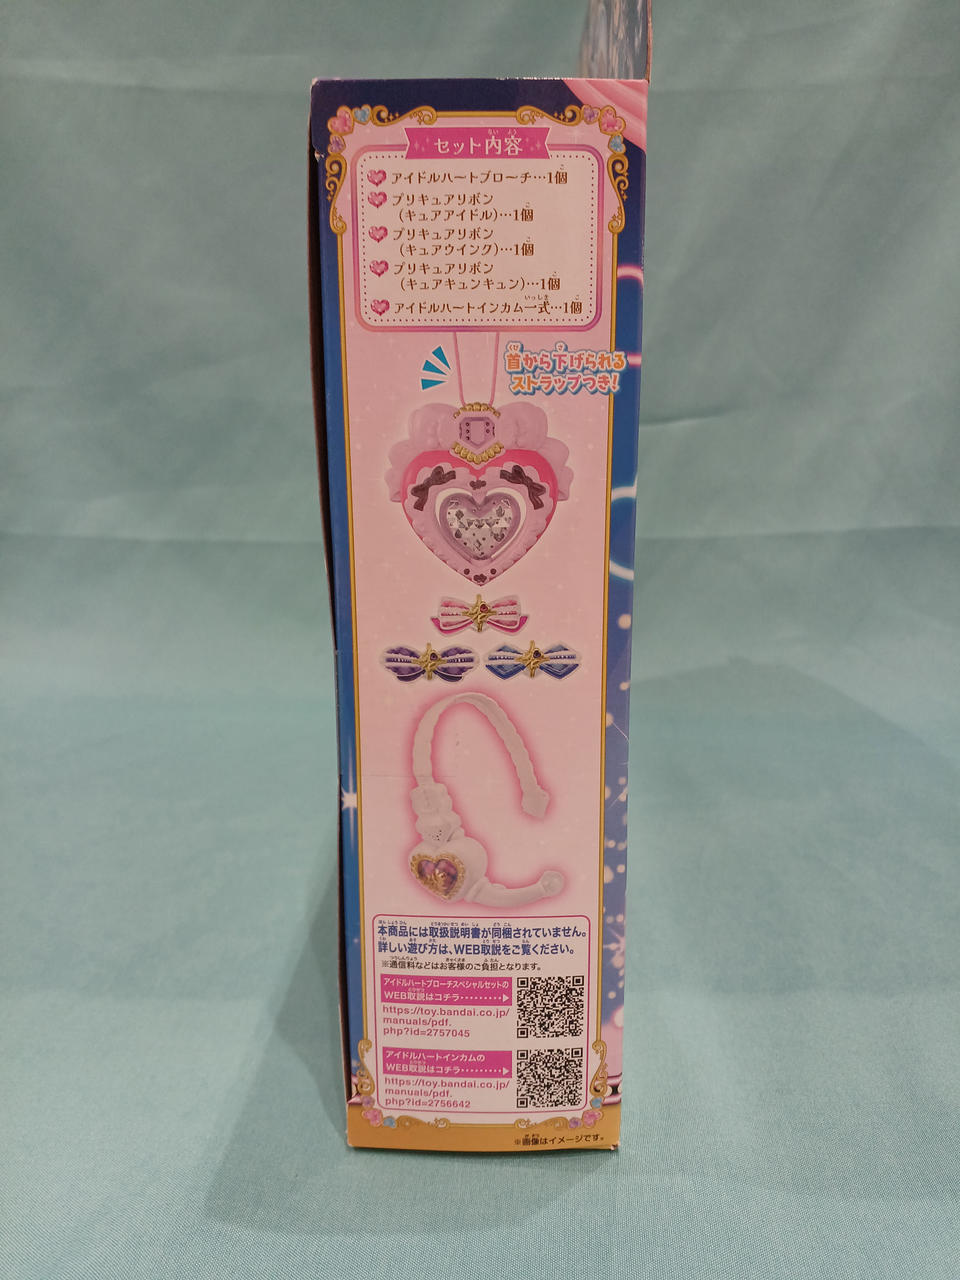 セット内容
アイドルハートブローチ…1個
プリキュアリボン
(キュアアイドル)…1個
プリキュアリボン
(キュアウインク)…1個
プリキュアリボン
(キュアキュンキュン)…1個
アイドルハートインカム一式…1個
首から下げられる
ストラップつき!
本商品には取扱説明書が同梱されていません。
詳しい遊び方は、WEB取説をご覧ください。
※通信料などはお客様のご負担となります。
アイドルハートブローチスペシャルセットの
WEB取説はコチラ………▶
https://toy.bandai.co.jp/
manuals/pdf.
php?id=2757045
アイドルハートインカムの
WEB取説はコチラ………▶
https://toy.bandai.co.jp/
manuals/pdf.
php?id=2756642
※画像はイメージです。